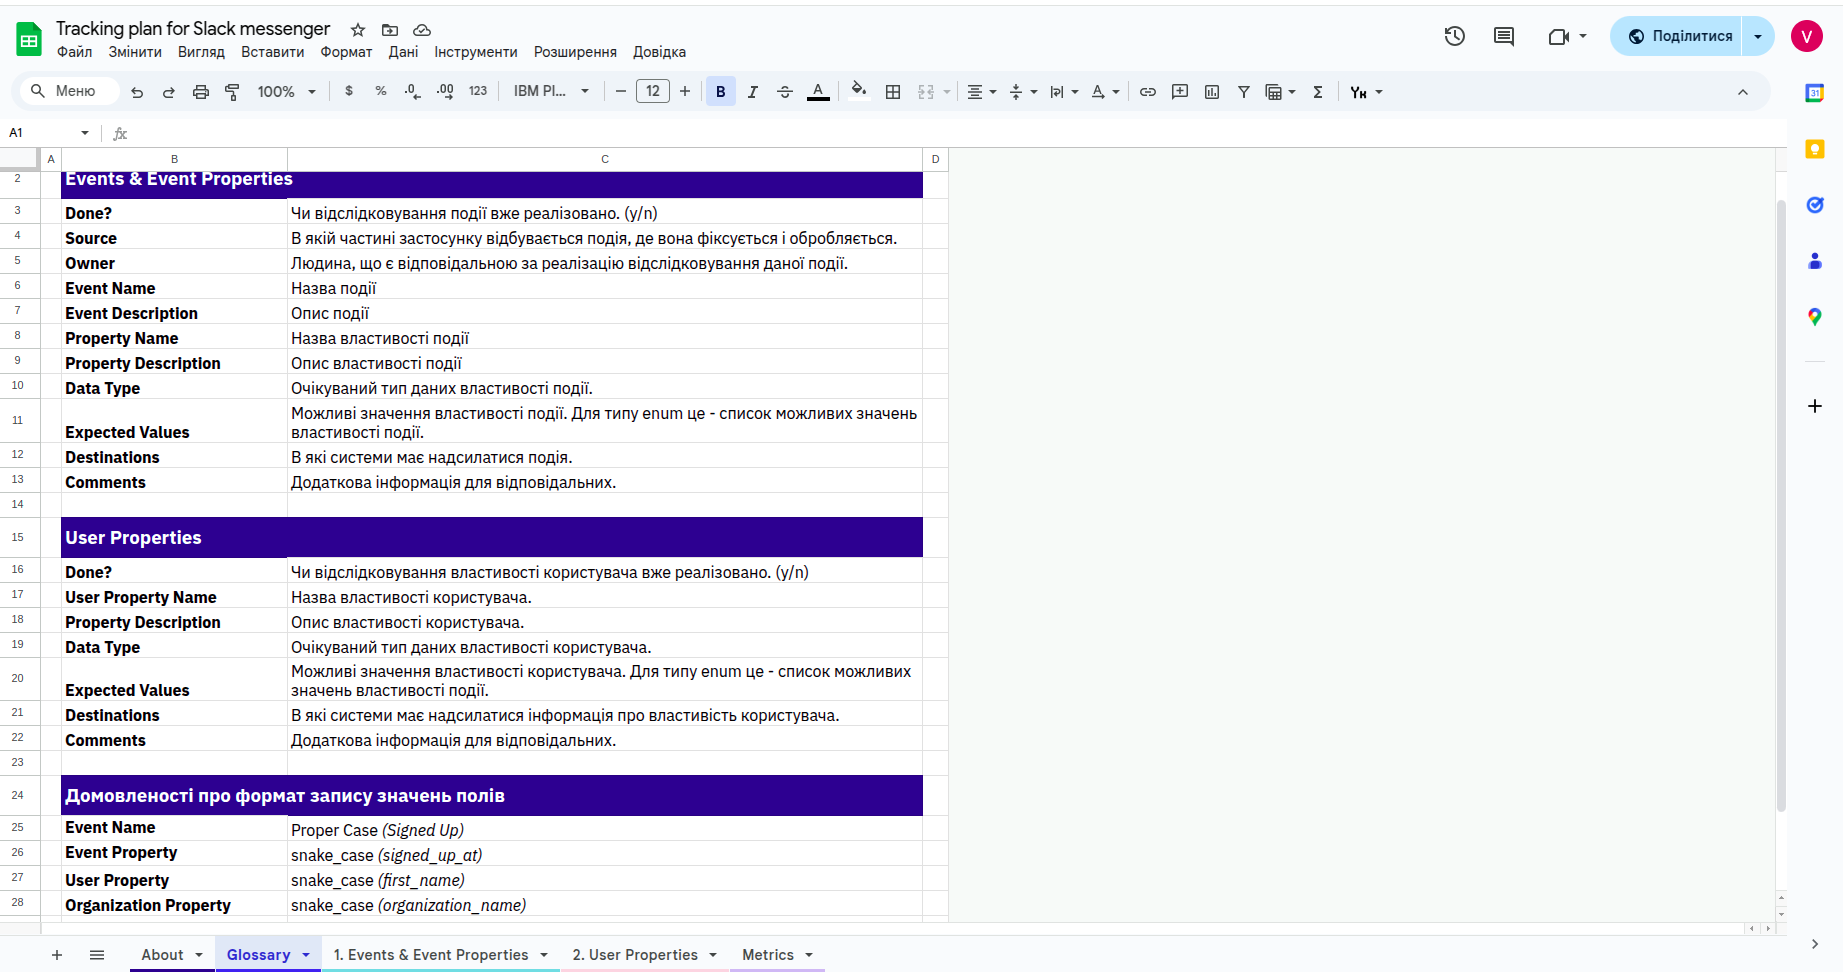 Tracking plan for Slack messenger
Файл Змінити Вигляд Вставити Формат Дані Інструменти Розширення Довідка
Поділитися
V
Меню 100% $ % .0 .00 123 IBM Pl... − 12 + B I S A Σ
31
A1 fx
A B C D
2 Events & Event Properties
3 Done? Чи відслідковування події вже реалізовано. (y/n)
4 Source В якій частині застосунку відбувається подія, де вона фіксується і обробляється.
5 Owner Людина, що є відповідальною за реалізацію відслідковування даної події.
6 Event Name Назва події
7 Event Description Опис події
8 Property Name Назва властивості події
9 Property Description Опис властивості події
10 Data Type Очікуваний тип даних властивості події.
11 Expected Values Можливі значення властивості події. Для типу enum це - список можливих значень
властивості події.
12 Destinations В які системи має надсилатися подія.
13 Comments Додаткова інформація для відповідальних.
14
15 User Properties
16 Done? Чи відслідковування властивості користувача вже реалізовано. (y/n)
17 User Property Name Назва властивості користувача.
18 Property Description Опис властивості користувача.
19 Data Type Очікуваний тип даних властивості користувача.
20 Expected Values Можливі значення властивості користувача. Для типу enum це - список можливих
значень властивості події.
21 Destinations В які системи має надсилатися інформація про властивість користувача.
22 Comments Додаткова інформація для відповідальних.
23
24 Домовленості про формат запису значень полів
25 Event Name Proper Case (Signed Up)
26 Event Property snake_case (signed_up_at)
27 User Property snake_case (first_name)
28 Organization Property snake_case (organization_name)
About Glossary 1. Events & Event Properties 2. User Properties Metrics